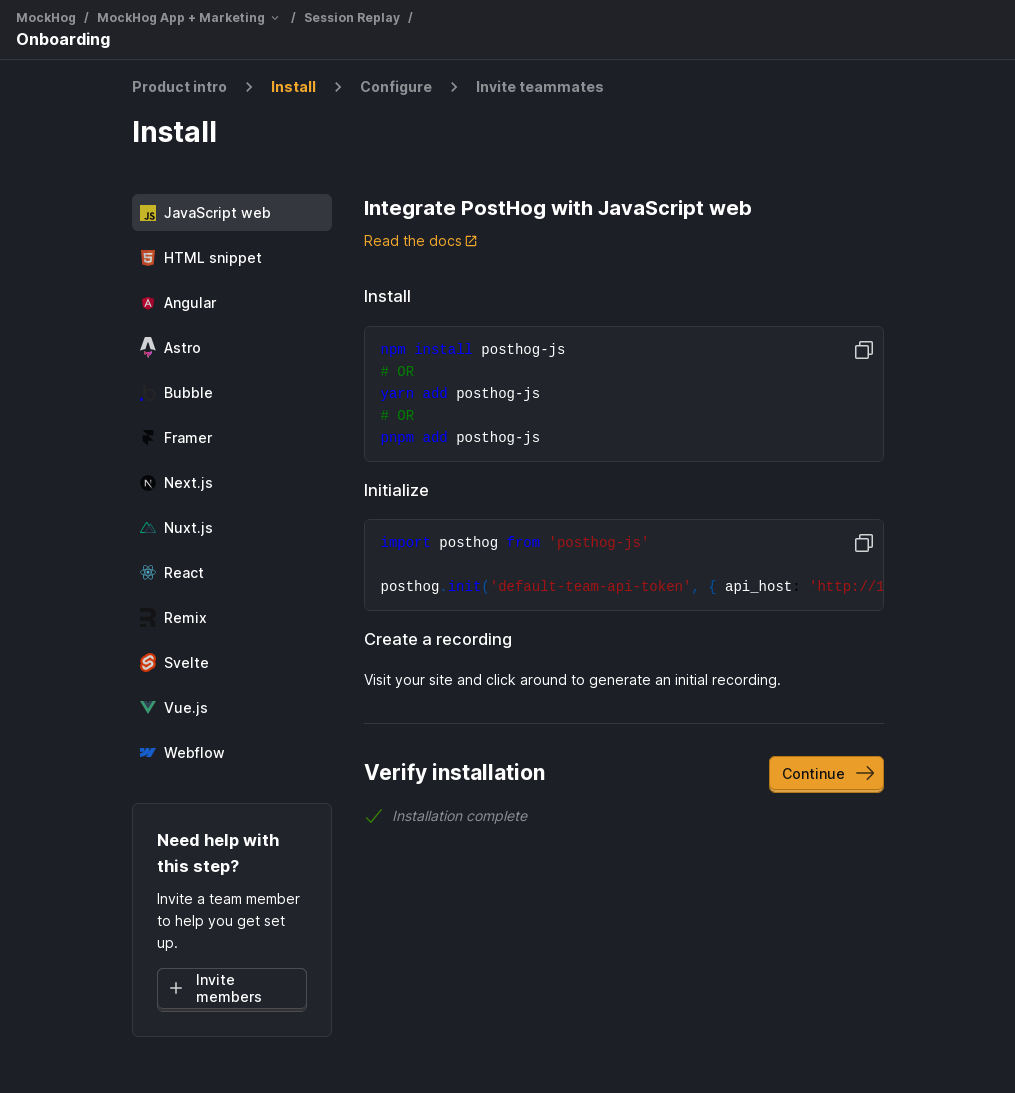 MockHog / MockHog App + Marketing / Session Replay /
Onboarding
Product intro > Install > Configure > Invite teammates
Install
JavaScript web
HTML snippet
Angular
Astro
Bubble
Framer
Next.js
Nuxt.js
React
Remix
Svelte
Vue.js
Webflow
Need help with
this step?
Invite a team member
to help you get set
up.
Invite
members
Integrate PostHog with JavaScript web
Read the docs
Install
npm install posthog-js
# OR
yarn add posthog-js
# OR
pnpm add posthog-js
Initialize
import posthog from 'posthog-js'
posthog.init('default-team-api-token', { api_host: 'http://1
Create a recording
Visit your site and click around to generate an initial recording.
Verify installation
Continue
Installation complete